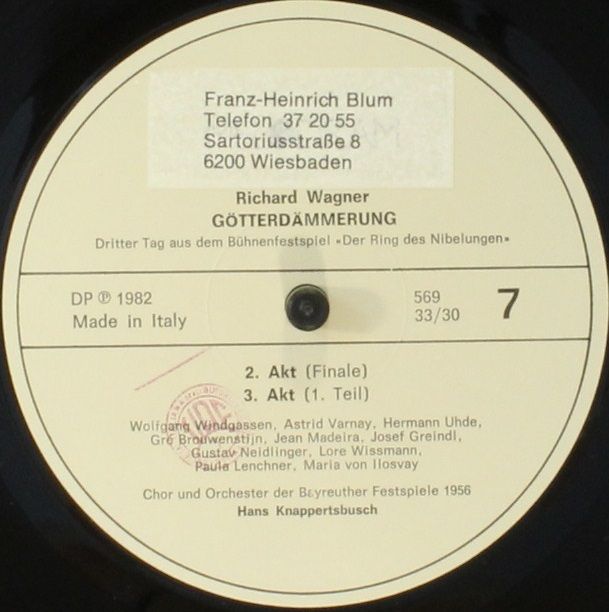 Franz-Heinrich Blum
Telefon 37 20 55
Sartoriusstraße 8
6200 Wiesbaden
Richard Wagner
GÖTTERDÄMMERUNG
Dritter Tag aus dem Bühnenfestspiel «Der Ring des Nibelungen»
DP ℗ 1982
Made in Italy
569
33/30
7
2. Akt (Finale)
3. Akt (1. Teil)
Wolfgang Windgassen, Astrid Varnay, Hermann Uhde,
Gré Brouwenstijn, Jean Madeira, Josef Greindl,
Gustav Neidlinger, Lore Wissmann,
Paula Lenchner, Maria von Ilosvay
Chor und Orchester der Bayreuther Festspiele 1956
Hans Knappertsbusch